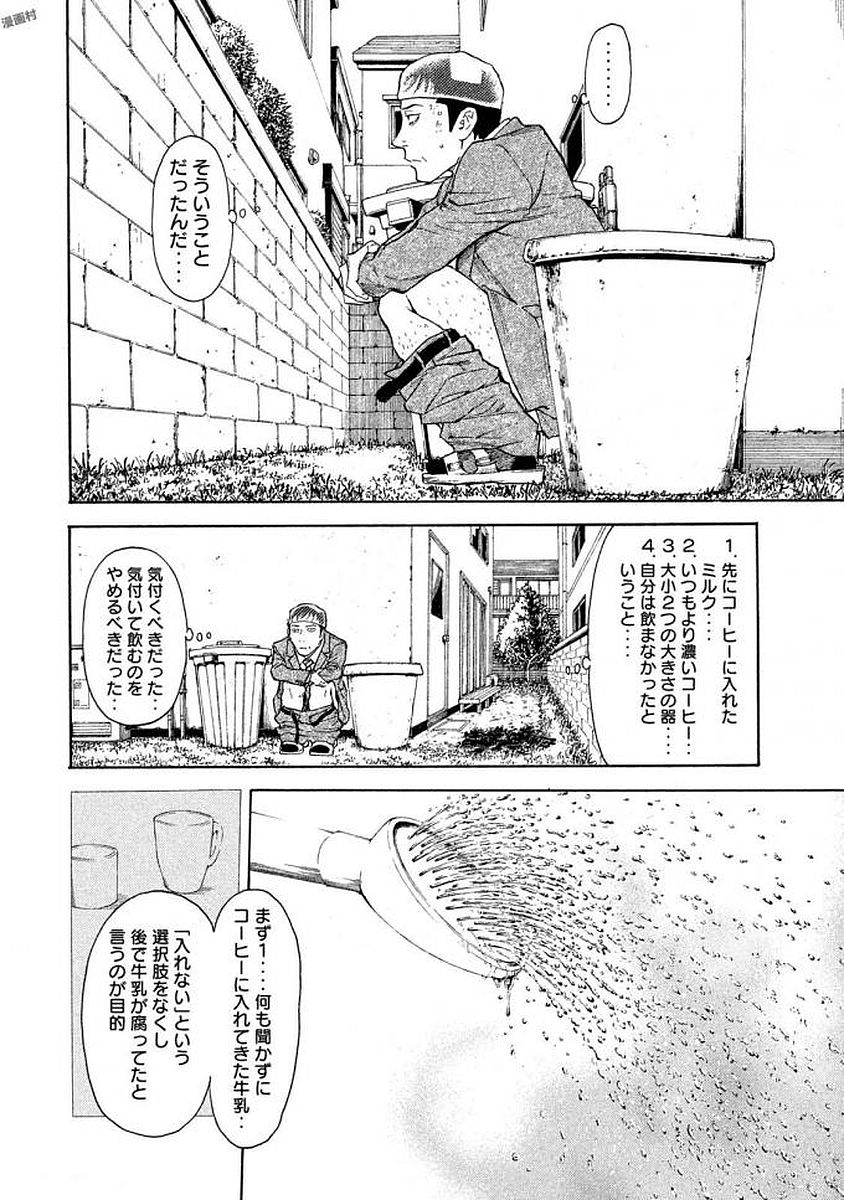 漫画村
‥‥‥
そういうこと
だったんだ‥‥
1. 先にコーヒーに入れた
ミルク‥‥
2. いつもより濃いコーヒー‥
3. 大小2つの大きさの器‥‥
4. 自分は飲まなかったと
いうこと‥‥
気付くべきだった‥
気付いて飲むのを
やめるべきだった‥
まず1‥‥何も聞かずに
コーヒーに入れてきた牛乳‥
「入れない」という
選択肢をなくし
後で牛乳が腐ってたと
言うのが目的